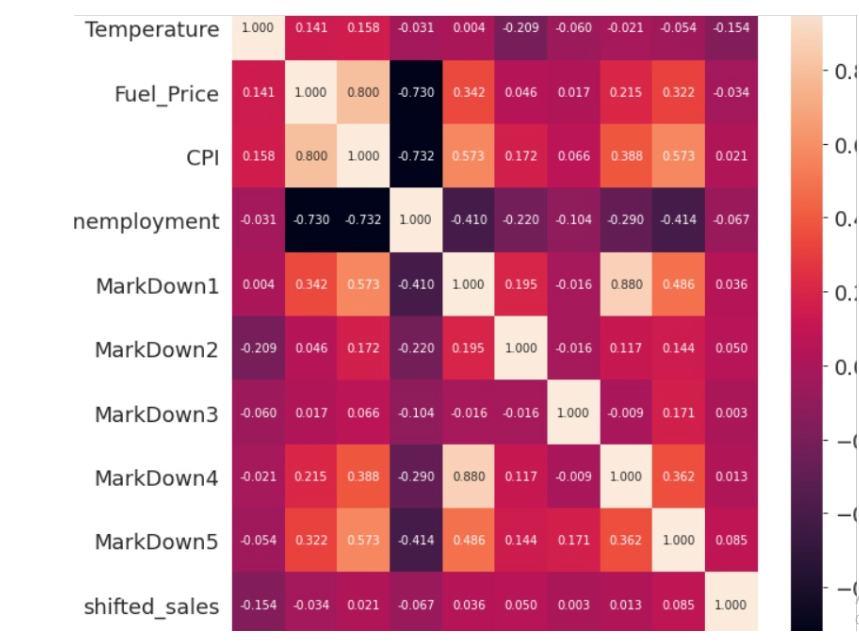 Temperature 1.000 0.141 0.158 -0.031 0.004 -0.209 -0.060 -0.021 -0.054 -0.154
Fuel_Price 0.141 1.000 0.800 -0.730 0.342 0.046 0.017 0.215 0.322 -0.034
CPI 0.158 0.800 1.000 -0.732 0.573 0.172 0.066 0.388 0.573 0.021
nemployment -0.031 -0.730 -0.732 1.000 -0.410 -0.220 -0.104 -0.290 -0.414 -0.067
MarkDown1 0.004 0.342 0.573 -0.410 1.000 0.195 -0.016 0.880 0.486 0.036
MarkDown2 -0.209 0.046 0.172 -0.220 0.195 1.000 -0.016 0.117 0.144 0.050
MarkDown3 -0.060 0.017 0.066 -0.104 -0.016 -0.016 1.000 -0.009 0.171 0.003
MarkDown4 -0.021 0.215 0.388 -0.290 0.880 0.117 -0.009 1.000 0.362 0.013
MarkDown5 -0.054 0.322 0.573 -0.414 0.486 0.144 0.171 0.362 1.000 0.085
shifted_sales -0.154 -0.034 0.021 -0.067 0.036 0.050 0.003 0.013 0.085 1.000